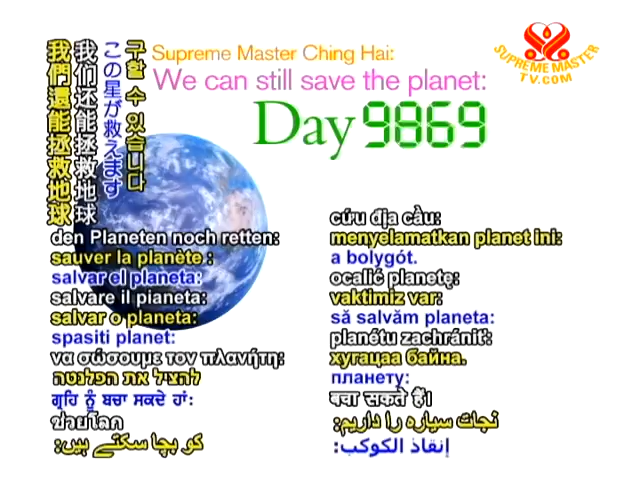 Supreme Master Ching Hai:
We can still save the planet:
Day 9869
SUPREME MASTER
TV.COM
我們還能拯救地球
我们还能拯救地球
この星が救えます
구할 수 있습니다
den Planeten noch retten:
sauver la planète :
salvar el planeta:
salvare il pianeta:
salvar o planeta:
spasiti planet:
να σώσουμε τον πλανήτη:
להציל את הפלנטה
ਗ੍ਰਹਿ ਨੂੰ ਬਚਾ ਸਕਦੇ ਹਾਂ:
ช่วยโลก
کو بچا سکتے ہیں:
cứu địa cầu:
menyelamatkan planet ini:
a bolygót.
ocalić planetę:
vaktimiz var:
să salvăm planeta:
planétu zachrániť:
хугацаа байна.
планету:
बचा सकते हैं।
نجات سیاره را داریم:
إنقاذ الكوكب: